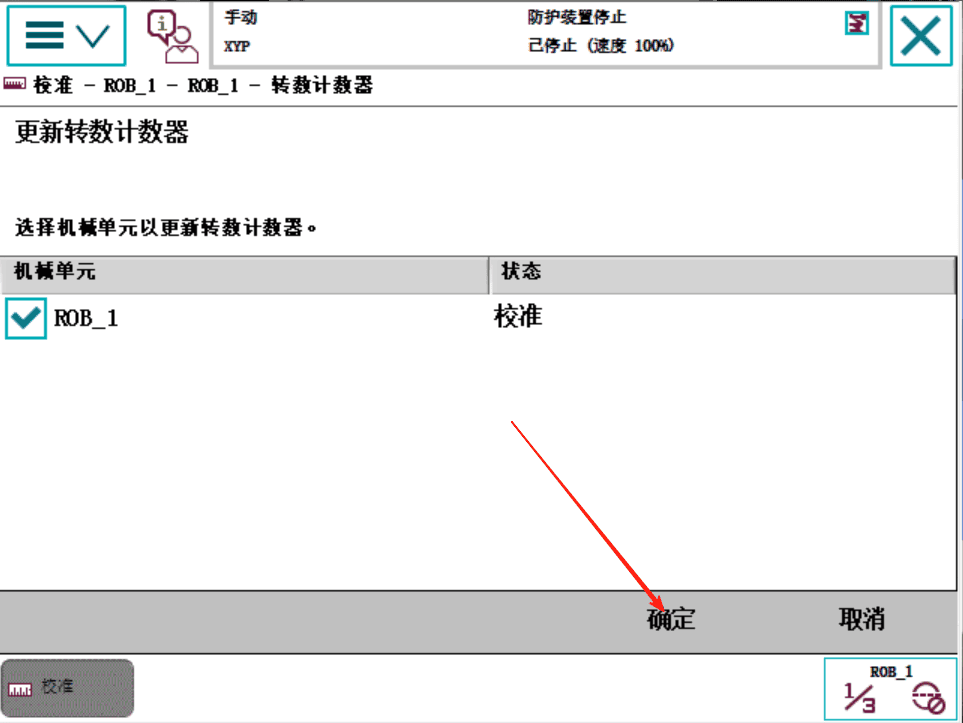 手动
防护装置停止
XYP
己停止 (速度 100%)
校准 - ROB_1 - ROB_1 - 转数计数器
更新转数计数器
选择机械单元以更新转数计数器。
机械单元 状态
ROB_1 校准
确定 取消
校准
ROB_1
1/3